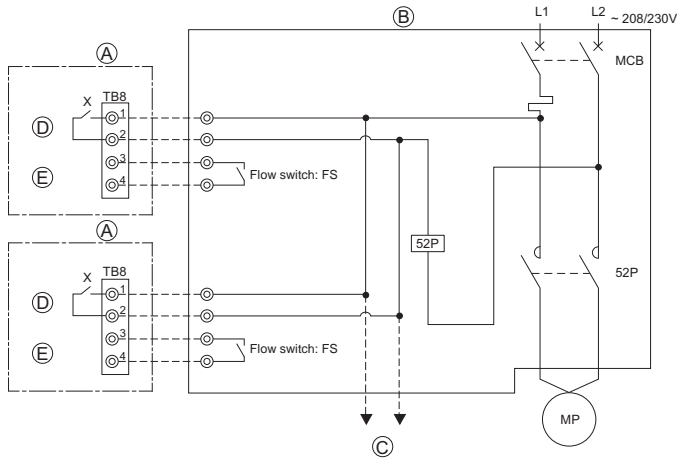 L1 L2 ~ 208/230V
B
MCB
A
TB8
X
1
D
2
3
E
4
Flow switch: FS
52P
52P
A
TB8
X
1
D
2
3
E
4
Flow switch: FS
MP
C